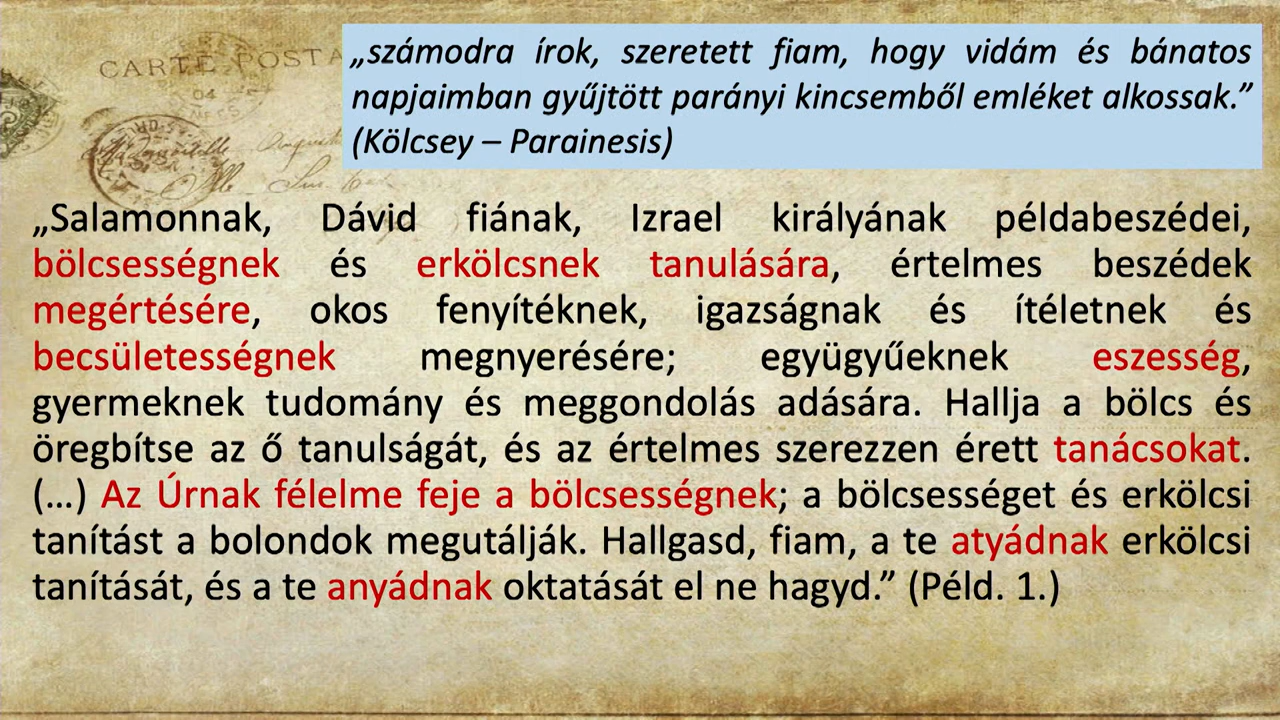 CARTE POSTA
„számodra írok, szeretett fiam, hogy vidám és bánatos
napjaimban gyűjtött parányi kincsemből emléket alkossak.”
(Kölcsey – Parainesis)
„Salamonnak, Dávid fiának, Izrael királyának példabeszédei,
bölcsességnek és erkölcsnek tanulására, értelmes beszédek
megértésére, okos fenyítéknek, igazságnak és ítéletnek és
becsületességnek megnyerésére; együgyűeknek eszesség,
gyermeknek tudomány és meggondolás adására. Hallja a bölcs és
öregbítse az ő tanulságát, és az értelmes szerezzen érett tanácsokat.
(…) Az Úrnak félelme feje a bölcsességnek; a bölcsességet és erkölcsi
tanítást a bolondok megutálják. Hallgasd, fiam, a te atyádnak erkölcsi
tanítását, és a te anyádnak oktatását el ne hagyd.” (Péld. 1.)